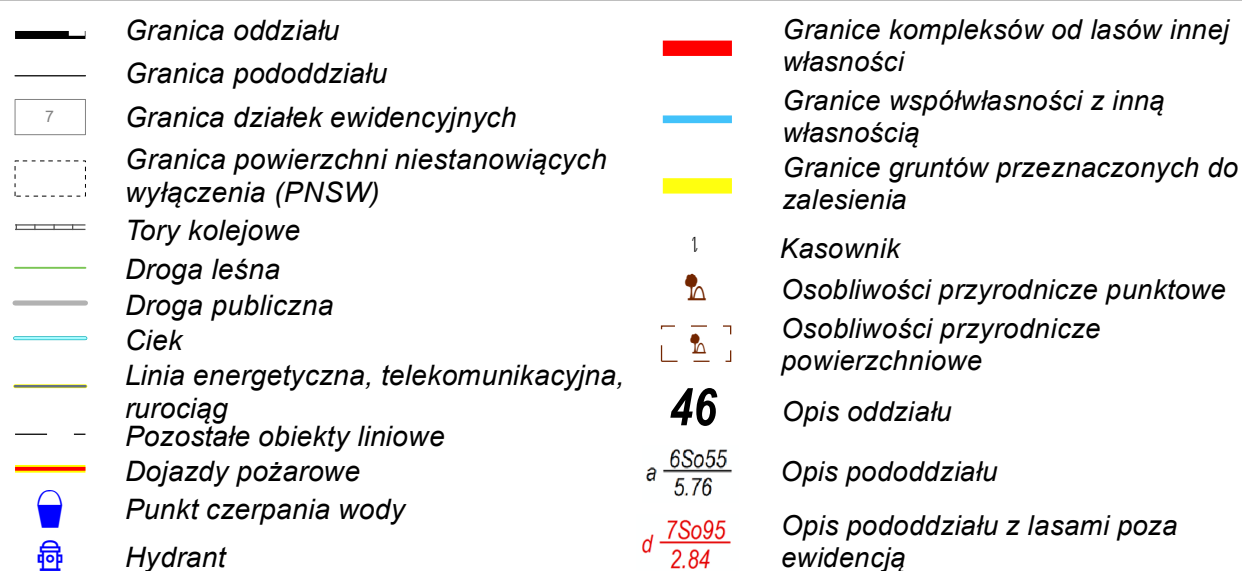 Granica oddziału
Granica pododdziału
7
Granica działek ewidencyjnych
Granica powierzchni niestanowiących
wyłączenia (PNSW)
Tory kolejowe
Droga leśna
Droga publiczna
Ciek
Linia energetyczna, telekomunikacyjna,
rurociąg
Pozostałe obiekty liniowe
Dojazdy pożarowe
Punkt czerpania wody
Hydrant
Granice kompleksów od lasów innej
własności
Granice współwłasności z inną
własnością
Granice gruntów przeznaczonych do
zalesienia
Kasownik
Osobliwości przyrodnicze punktowe
Osobliwości przyrodnicze
powierzchniowe
46
Opis oddziału
a 6So55
5.76
Opis pododdziału
d 7So95
2.84
Opis pododdziału z lasami poza
ewidencją